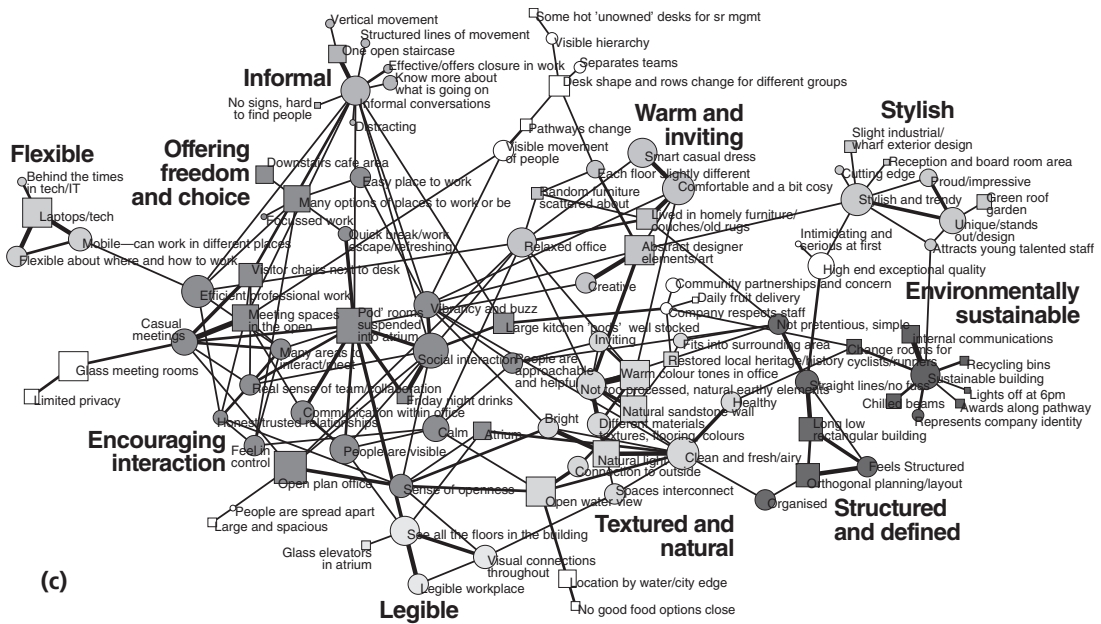 Some hot 'unowned' desks for sr mgmt
Vertical movement
Structured lines of movement
Visible hierarchy
One open staircase
Effective/offers closure in work
Separates teams
Informal
Know more about
what is going on
Desk shape and rows change for different groups
No signs, hard
to find people
Informal conversations
Warm and
inviting
Stylish
Distracting
Pathways change
Slight industrial/
wharf exterior design
Flexible
Offering
freedom
and choice
Visible movement
of people
Smart casual dress
Reception and board room area
Behind the times
in tech/IT
Downstairs cafe area
Each floor slightly different
Cutting edge
Easy place to work
Comfortable and a bit cosy
Proud/impressive
Many options of places to work or be
Random furniture
scattered about
Stylish and trendy
Green roof
garden
Laptops/tech
Focussed work
Lived in homely furniture/
couches/old rugs
Unique/stands
out/design
Quick break/work
escape/refreshing
Intimidating and
serious at first
Mobile—can work in different places
Relaxed office
Abstract designer
elements/art
Attracts young talented staff
Flexible about where and how to work
Visitor chairs next to desk
High end exceptional quality
Efficient/professional work
Creative
Community partnerships and concern
Environmentally
sustainable
Daily fruit delivery
Meeting spaces
in the open
'Pod' rooms
suspended
into atrium
Vibrancy and buzz
Company respects staff
Casual
meetings
Large kitchen 'pods' well stocked
Not pretentious, simple
Internal communications
Inviting
Fits into surrounding area
Change rooms for
cyclists/runners
Many areas to
interact/meet
Social interaction
People are
approachable
and helpful
Restored local heritage/history
Recycling bins
Glass meeting rooms
Warm colour tones in office
Sustainable building
Real sense of team/collaboration
Not too processed, natural earthy elements
Straight lines/no fuss
Lights off at 6pm
Limited privacy
Friday night drinks
Healthy
Chilled beams
Awards along pathway
Communication within office
Natural sandstone wall
Represents company identity
Honest/trusted relationships
Bright
Different materials,
textures, flooring, colours
Long low
rectangular building
Encouraging
interaction
Calm
Atrium
Feel in
control
People are visible
Natural light
Clean and fresh/airy
Connection to outside
Feels Structured
Open plan office
Sense of openness
Spaces interconnect
Orthogonal planning/layout
Open water view
Organised
People are spread apart
Large and spacious
Textured and
natural
Structured
and defined
See all the floors in the building
Glass elevators
in atrium
Visual connections
throughout
(c)
Legible workplace
Location by water/city edge
Legible
No good food options close